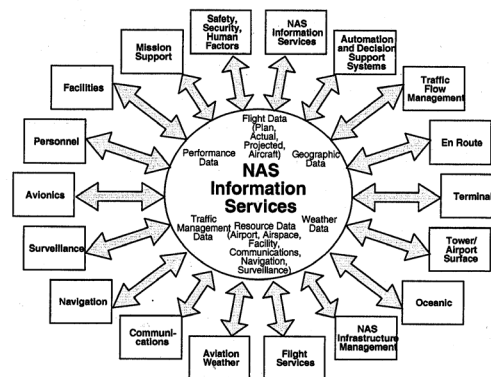 Safety,
Security,
Human
Factors
NAS
Information
Services
Automation
and Decision
Support
Systems
Mission
Support
Traffic
Flow
Management
Facilities
En Route
Personnel
Terminal
Avionics
Tower/
Airport
Surface
Surveillance
Oceanic
Navigation
NAS
Infrastructure
Management
Communi-
cations
Aviation
Weather
Flight
Services
Flight Data
(Plan,
Actual,
Projected,
Aircraft)
Performance
Data
Geographic
Data
NAS
Information
Services
Traffic
Management
Data
Resource Data
(Airport, Airspace,
Facility,
Communications,
Navigation,
Surveillance)
Weather
Data